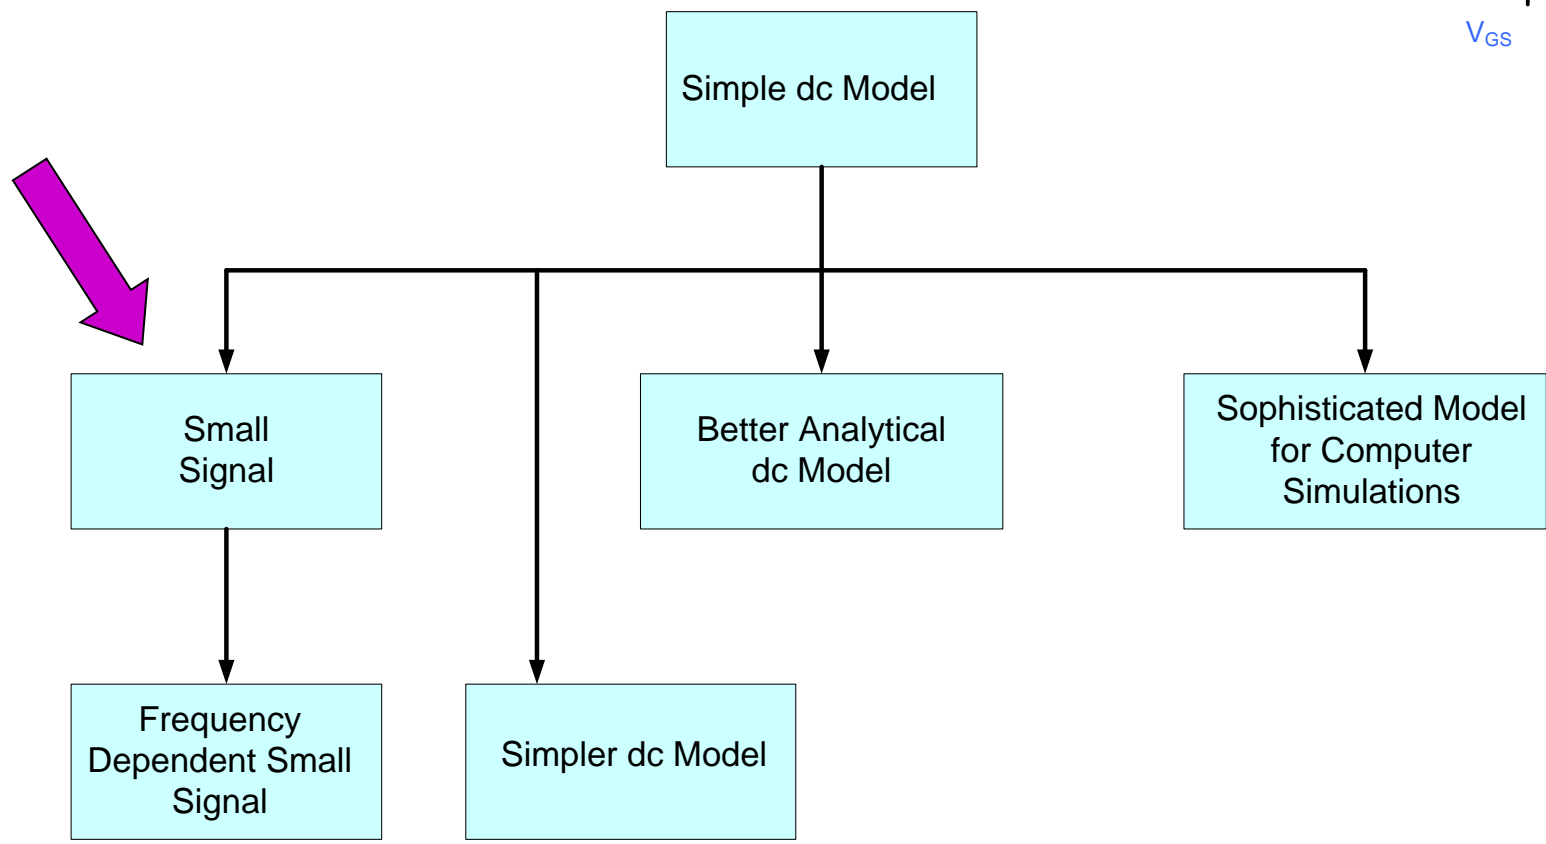 V_GS
Simple dc Model
Small
Signal
Better Analytical
dc Model
Sophisticated Model
for Computer
Simulations
Frequency
Dependent Small
Signal
Simpler dc Model